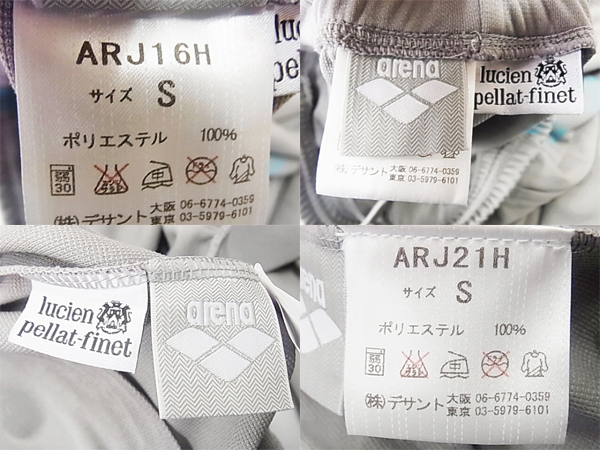 ARJ16H
サイズ S
ポリエステル 100%
弱 30
(株)デサント 大阪 06-6774-0359
東京 03-5979-6101
arena
lucien
pellat-finet
(株)デサント 大阪 06-6774-0359
東京 03-5979-6101
lucien
pellat-finet
arena
ARJ21H
サイズ S
ポリエステル 100%
弱 30
(株)デサント 大阪 06-6774-0359
東京 03-5979-6101